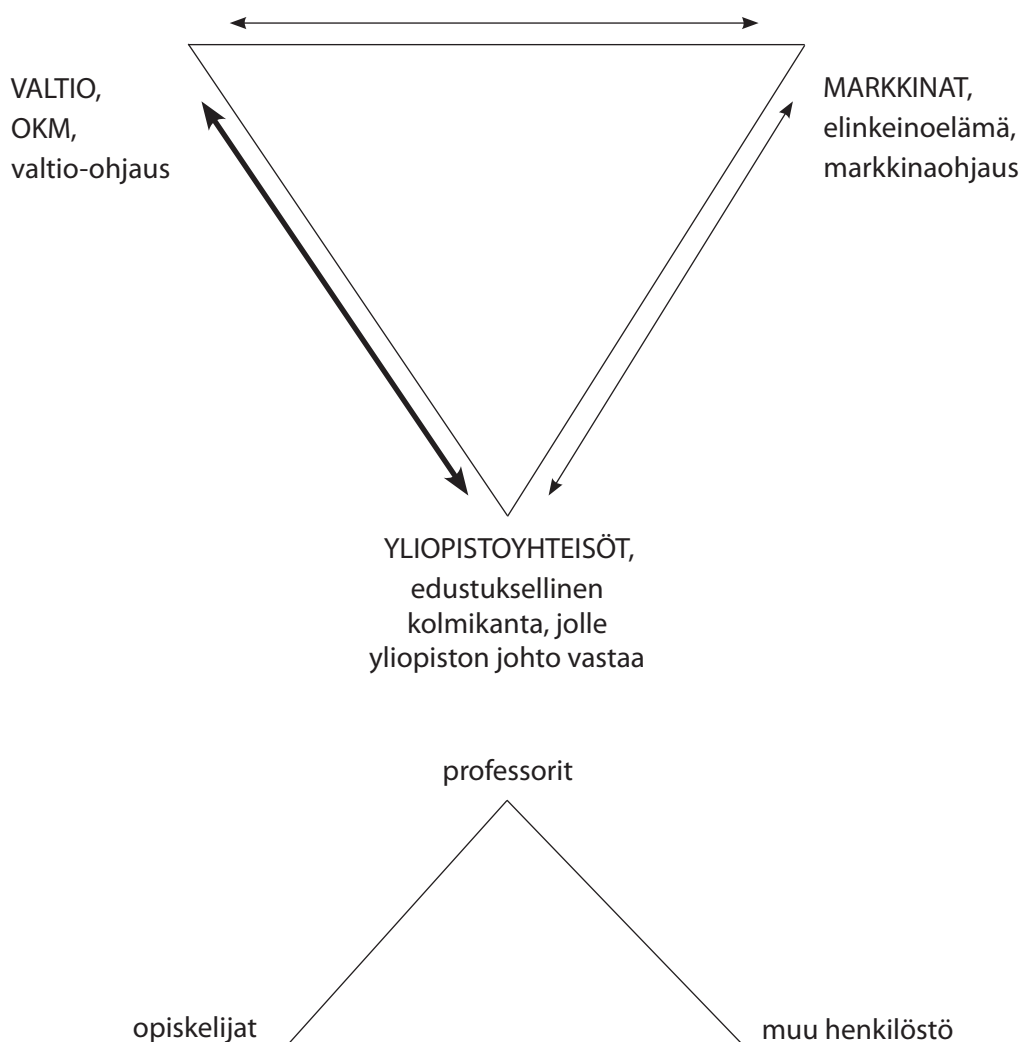 VALTIO,
OKM,
valtio-ohjaus
MARKKINAT,
elinkeinoelämä,
markkinaohjaus
YLIOPISTOYHTEISÖT,
edustuksellinen
kolmikanta, jolle
yliopiston johto vastaa
professorit
opiskelijat
muu henkilöstö